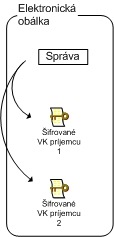 Elektronická
obálka
Správa
Šifrované
VK príjemcu
1
Šifrované
VK príjemcu
2